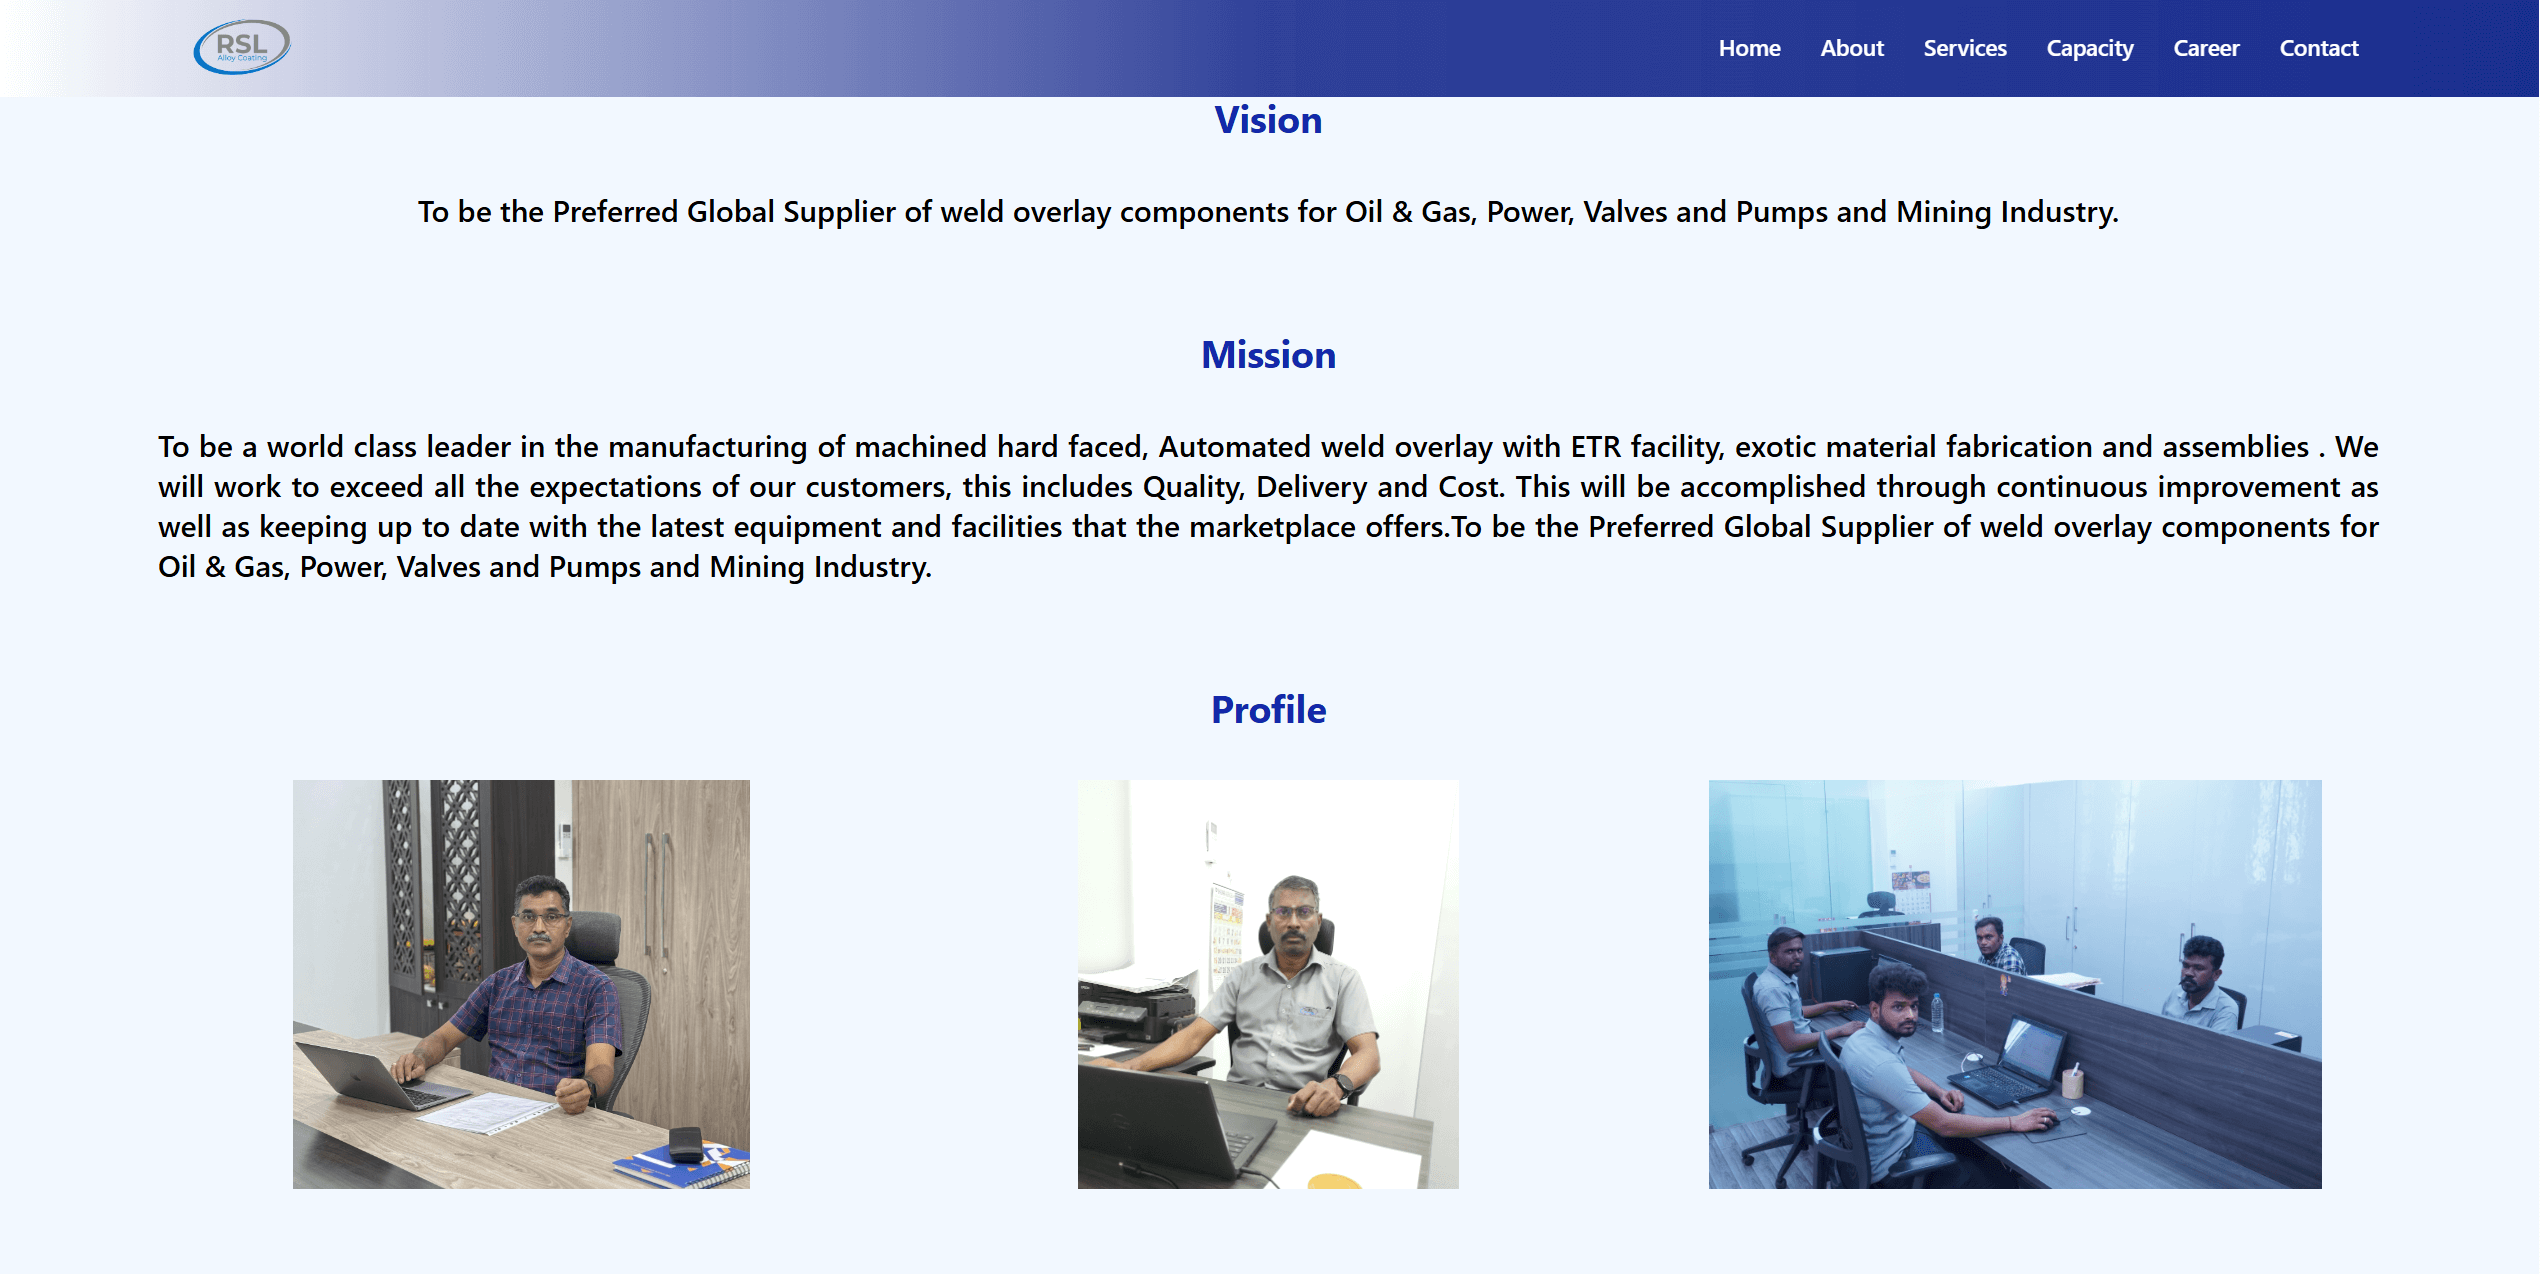 RSL
Alloy Coating
Home About Services Capacity Career Contact
Vision
To be the Preferred Global Supplier of weld overlay components for Oil & Gas, Power, Valves and Pumps and Mining Industry.
Mission
To be a world class leader in the manufacturing of machined hard faced, Automated weld overlay with ETR facility, exotic material fabrication and assemblies . We
will work to exceed all the expectations of our customers, this includes Quality, Delivery and Cost. This will be accomplished through continuous improvement as
well as keeping up to date with the latest equipment and facilities that the marketplace offers.To be the Preferred Global Supplier of weld overlay components for
Oil & Gas, Power, Valves and Pumps and Mining Industry.
Profile